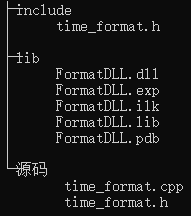 include
time_format.h
lib
FormatDLL.dll
FormatDLL.exp
FormatDLL.ilk
FormatDLL.lib
FormatDLL.pdb
源码
time_format.cpp
time_format.h